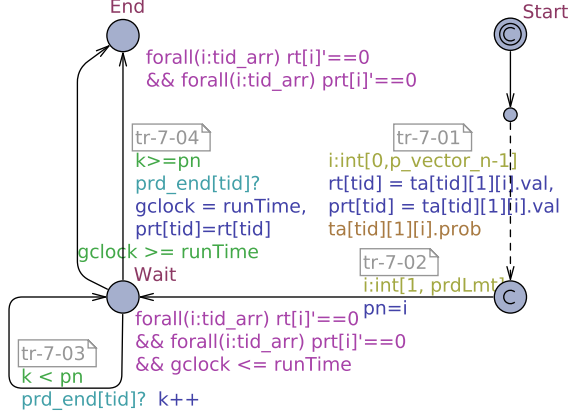 End
Start
forall(i:tid_arr) rt[i]'==0
&& forall(i:tid_arr) prt[i]'==0
tr-7-04
k>=pn
prd_end[tid]?
gclock = runTime,
prt[tid]=rt[tid]
tr-7-01
i:int[0,p_vector_n-1]
rt[tid] = ta[tid][1][i].val,
prt[tid] = ta[tid][1][i].val
ta[tid][1][i].prob
gclock >= runTime
Wait
tr-7-02
i:int[1, prdLmt]
pn=i
C
C
forall(i:tid_arr) rt[i]'==0
&& forall(i:tid_arr) prt[i]'==0
&& gclock <= runTime
tr-7-03
k < pn
prd_end[tid]? k++